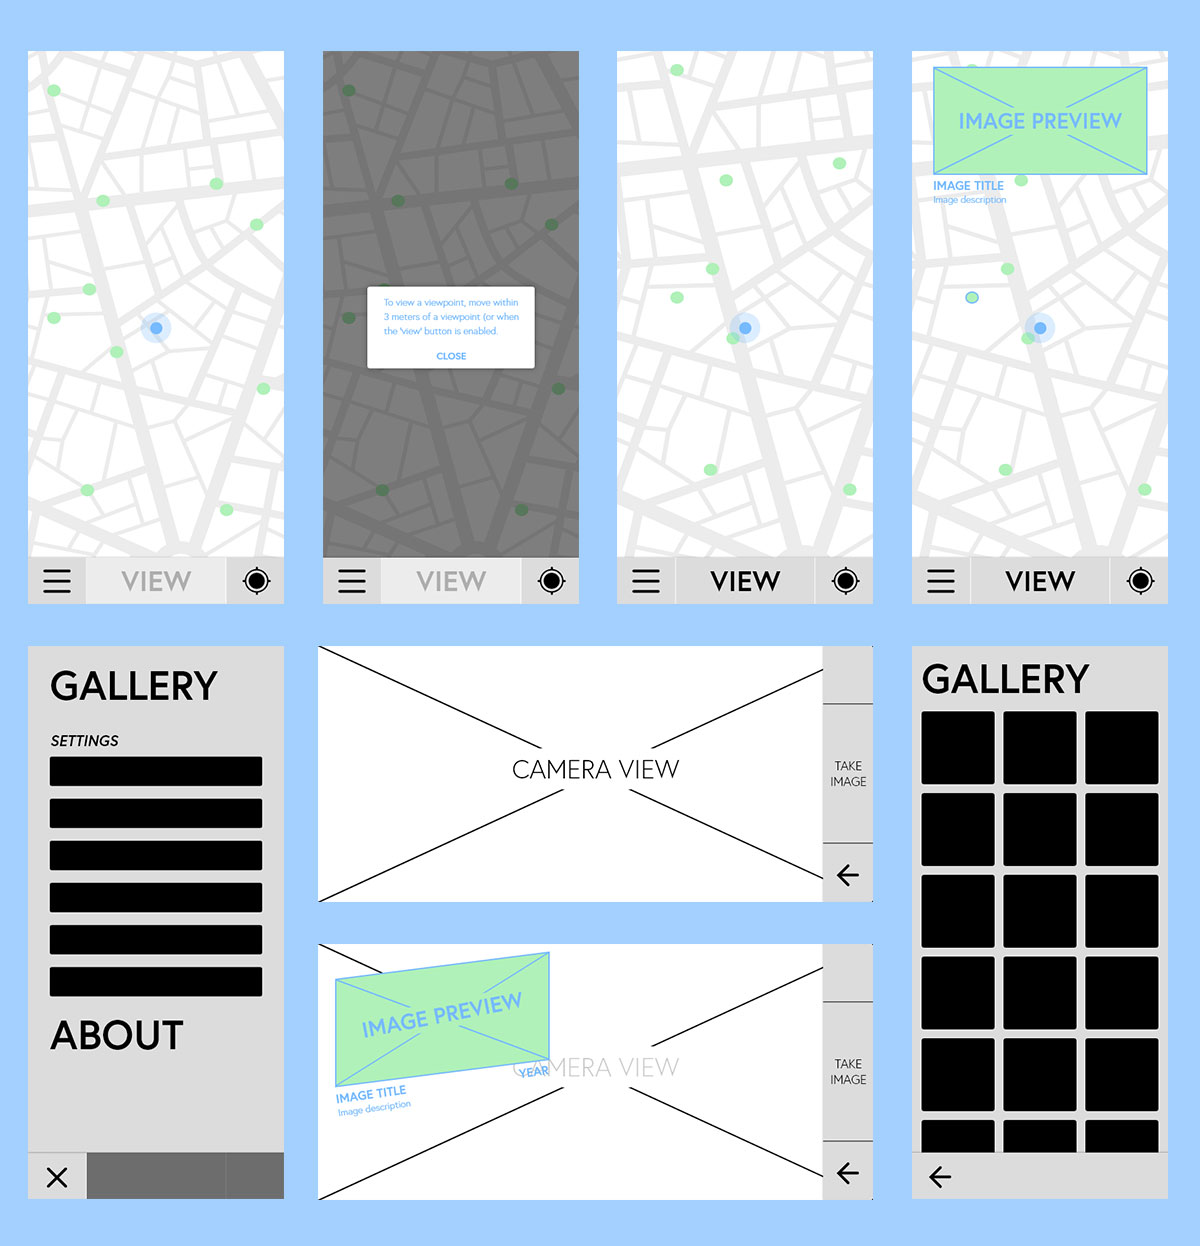 VIEW
To view a viewpoint, move within
3 meters of a viewpoint (or when
the 'view' button is enabled.
CLOSE
VIEW
VIEW
IMAGE PREVIEW
IMAGE TITLE
Image description
VIEW
GALLERY
SETTINGS
ABOUT
CAMERA VIEW
TAKE
IMAGE
IMAGE PREVIEW
YEAR
IMAGE TITLE
Image description
CAMERA VIEW
TAKE
IMAGE
GALLERY